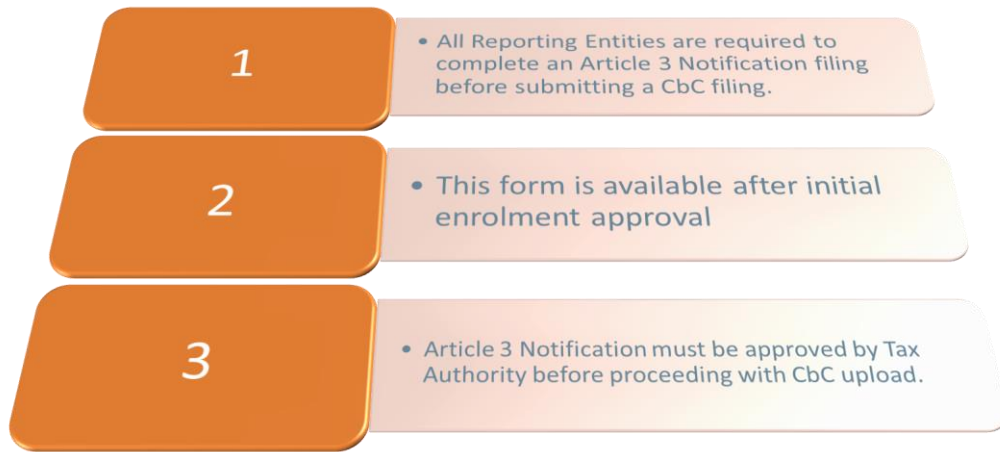 1
• All Reporting Entities are required to
complete an Article 3 Notification filing
before submitting a CbC filing.
2
• This form is available after initial
enrolment approval
3
• Article 3 Notification must be approved by Tax
Authority before proceeding with CbC upload.